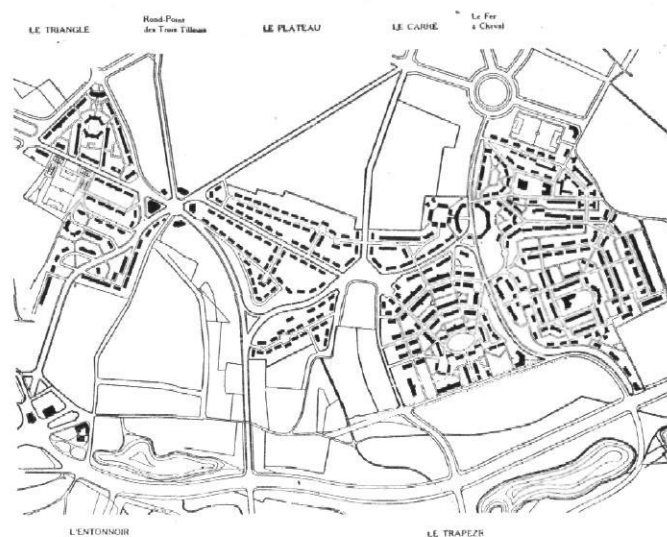 LE TRIANGLE
Rond-Point
des Trois Tilleuls
LE PLATEAU
LE CARRÉ
Le Fer
à Cheval
L'ENTONNOIR
LE TRAPEZE